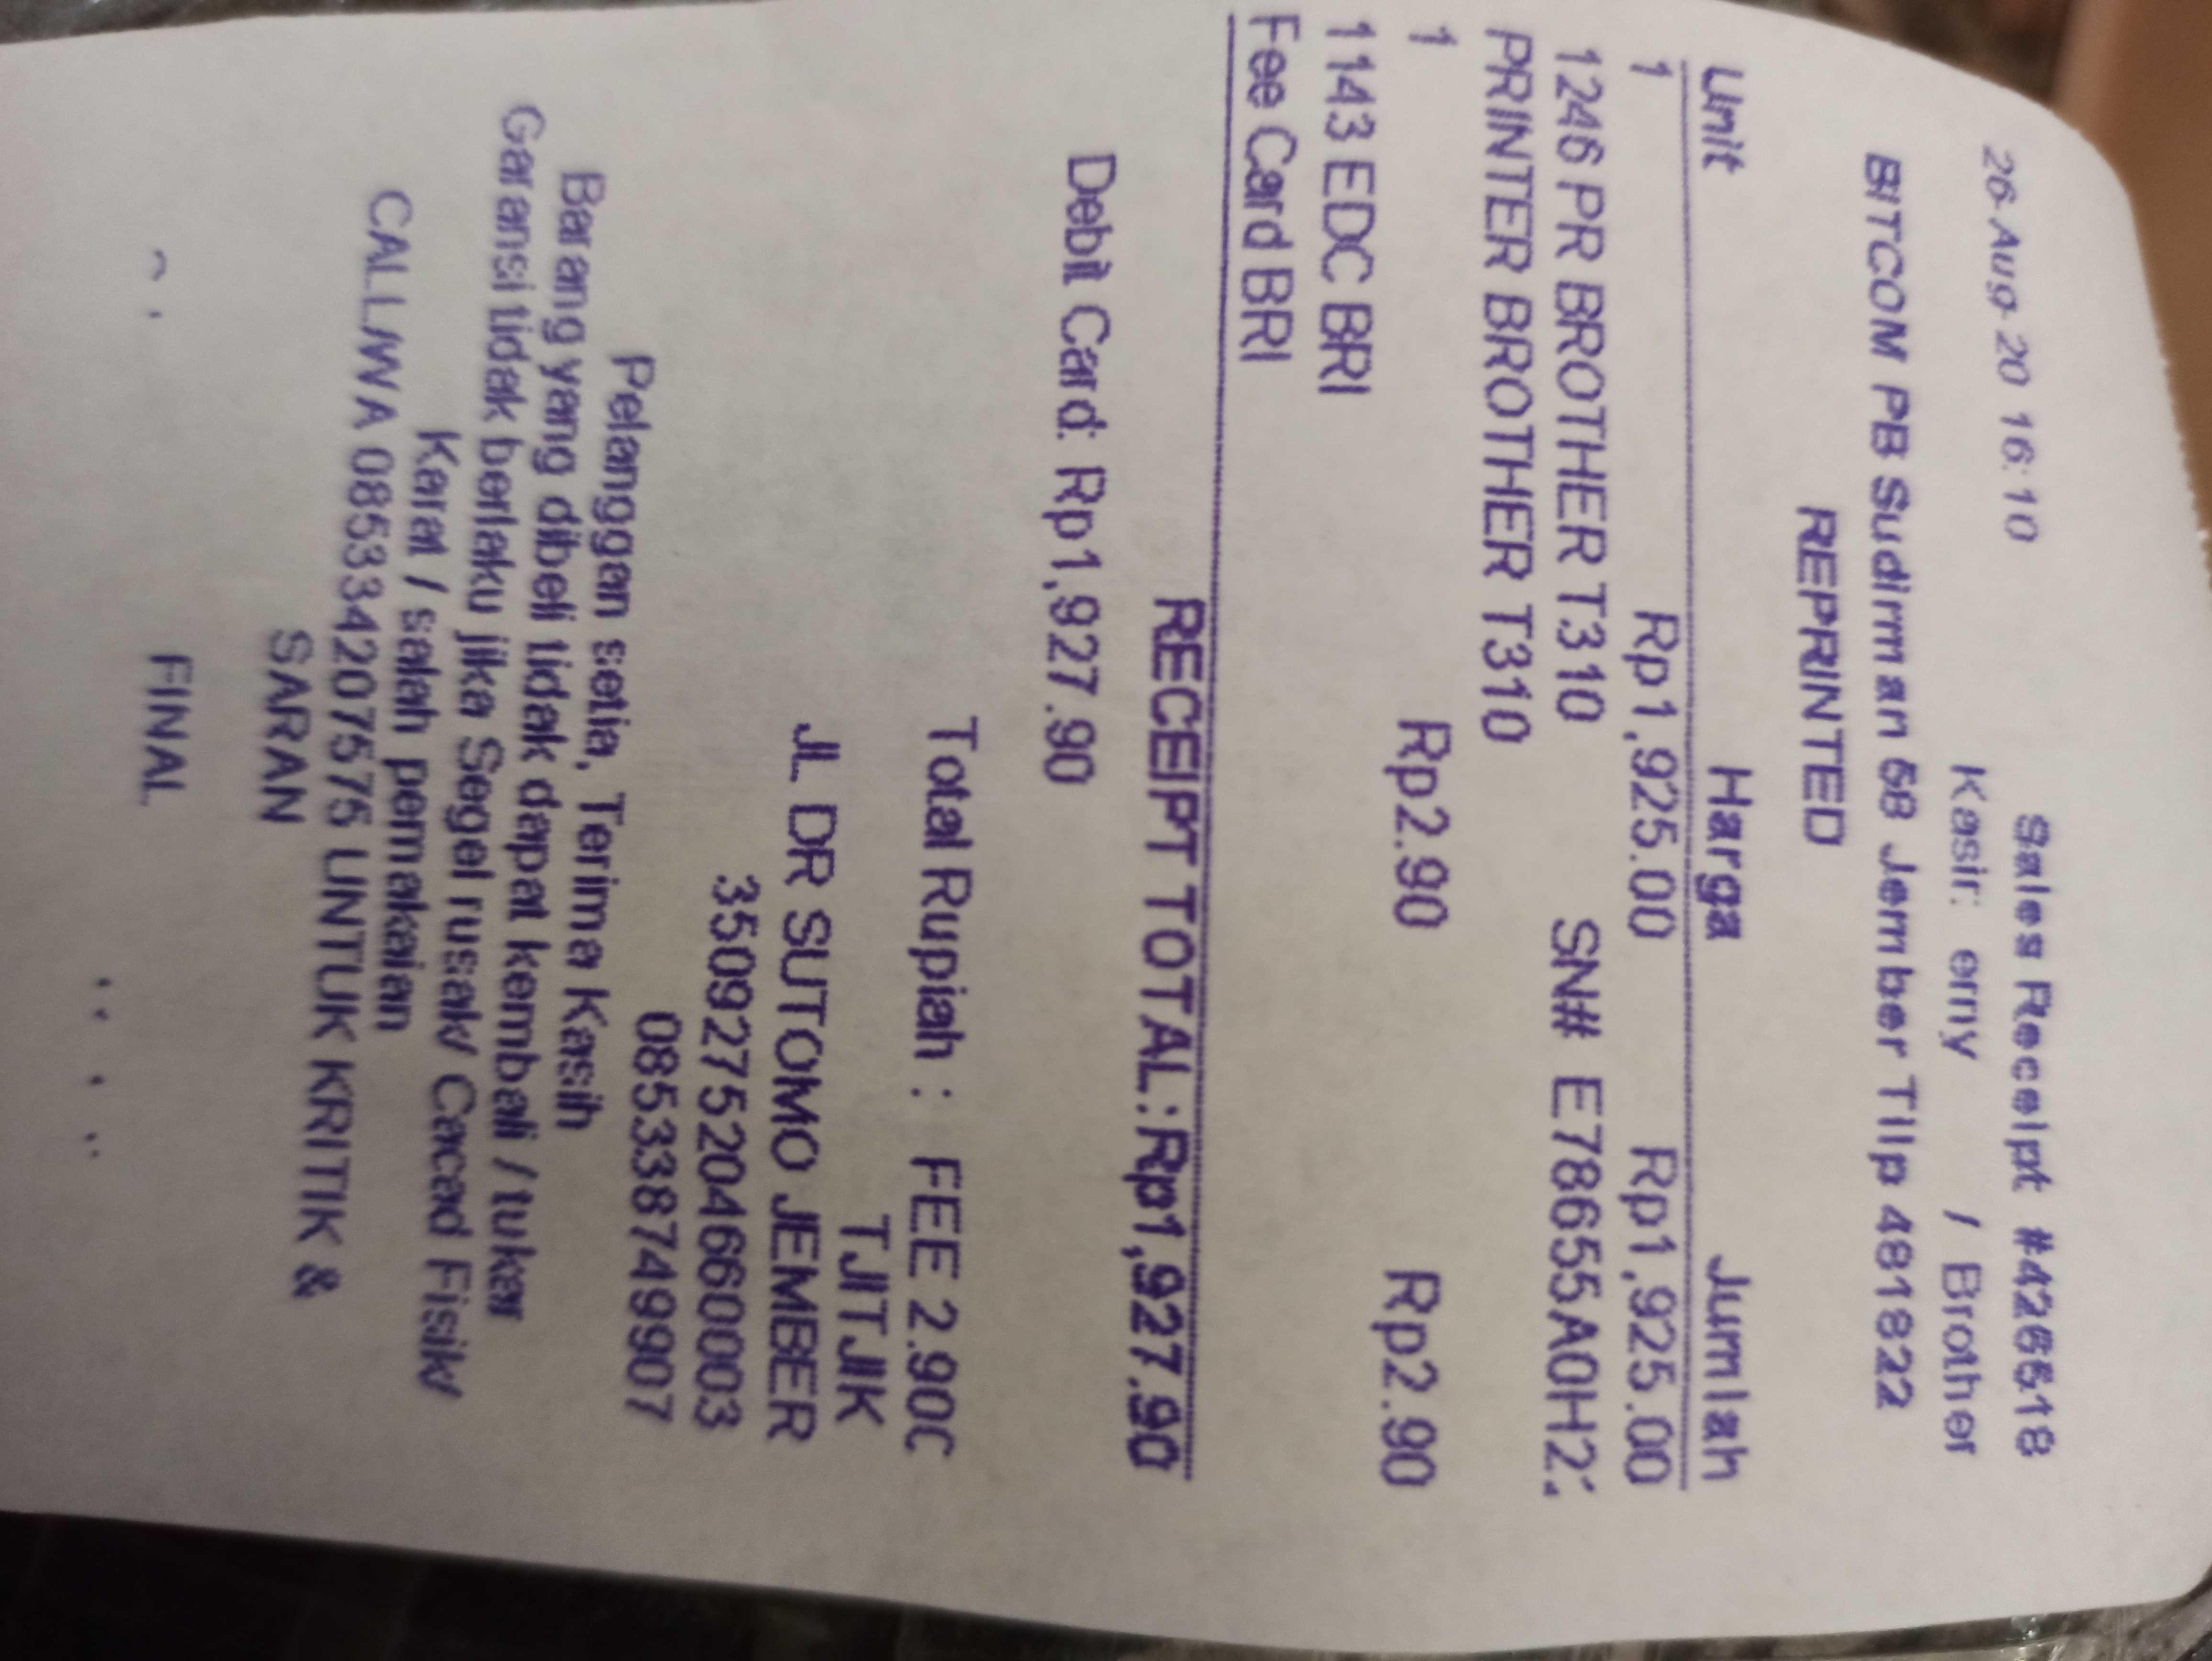 Sales Receipt #426618
26-Aug-20 16:10
Kasir: erny / Brother
BITCOM PB Sudirman 68 Jember Tllp 481822
REPRINTED
Unit Harga Jumlah
1 Rp1,925.00 Rp1,925.00
1246 PR BROTHER T310 SN# E78655A0H2
PRINTER BROTHER T310
1 Rp2.90 Rp2.90
1143 EDC BRI
Fee Card BRI
RECEIPT TOTAL: Rp1,927.90
Debit Card: Rp1,927.90
Total Rupiah : FEE 2.90
TJITJIK
JL. DR SUTOMO JEMBER
3509275204660003
085338749907
Pelanggan setia, Terima Kasih
Barang yang dibeli tidak dapat kembali / tukar
Garansi tidak berlaku jika Segel rusak/ Cacad Fisik/
Karat / salah pemakaian
CALL/WA 085334207575 UNTUK KRITIK &
SARAN
FINAL